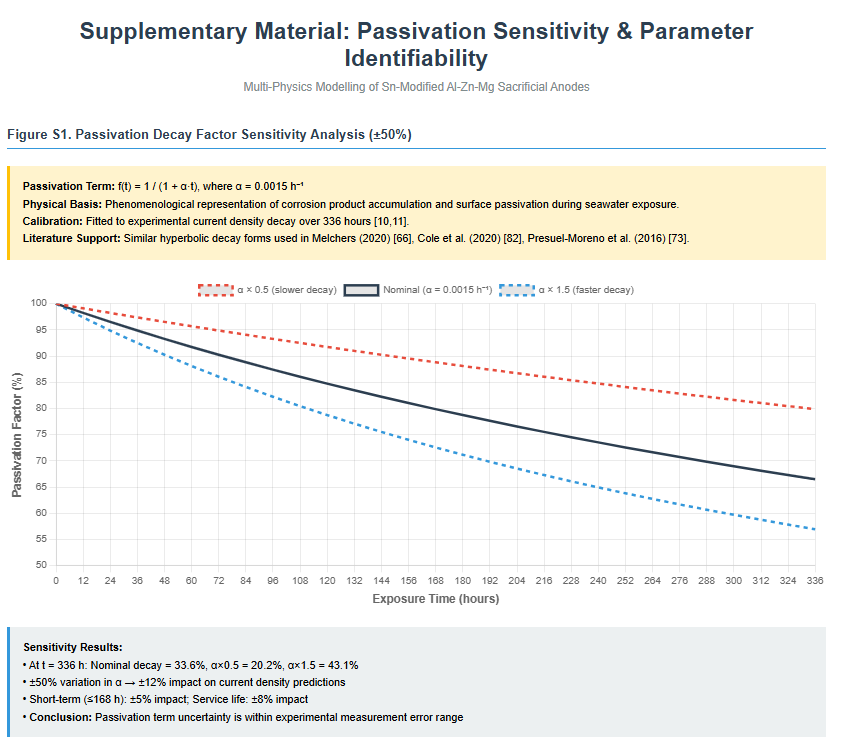 Supplementary Material: Passivation Sensitivity & Parameter
Identifiability
Multi-Physics Modelling of Sn-Modified Al-Zn-Mg Sacrificial Anodes
Figure S1. Passivation Decay Factor Sensitivity Analysis (±50%)
Passivation Term: f(t) = 1 / (1 + α·t), where α = 0.0015 h⁻¹
Physical Basis: Phenomenological representation of corrosion product accumulation and surface passivation during seawater exposure.
Calibration: Fitted to experimental current density decay over 336 hours [10,11].
Literature Support: Similar hyperbolic decay forms used in Melchers (2020) [66], Cole et al. (2020) [82], Presuel-Moreno et al. (2016) [73].
α × 0.5 (slower decay) Nominal (α = 0.0015 h⁻¹) α × 1.5 (faster decay)
Passivation Factor (%)
100
95
90
85
80
75
70
65
60
55
50
0 12 24 36 48 60 72 84 96 108 120 132 144 156 168 180 192 204 216 228 240 252 264 276 288 300 312 324 336
Exposure Time (hours)
Sensitivity Results:
• At t = 336 h: Nominal decay = 33.6%, α×0.5 = 20.2%, α×1.5 = 43.1%
• ±50% variation in α → ±12% impact on current density predictions
• Short-term (≤168 h): ±5% impact; Service life: ±8% impact
• Conclusion: Passivation term uncertainty is within experimental measurement error range